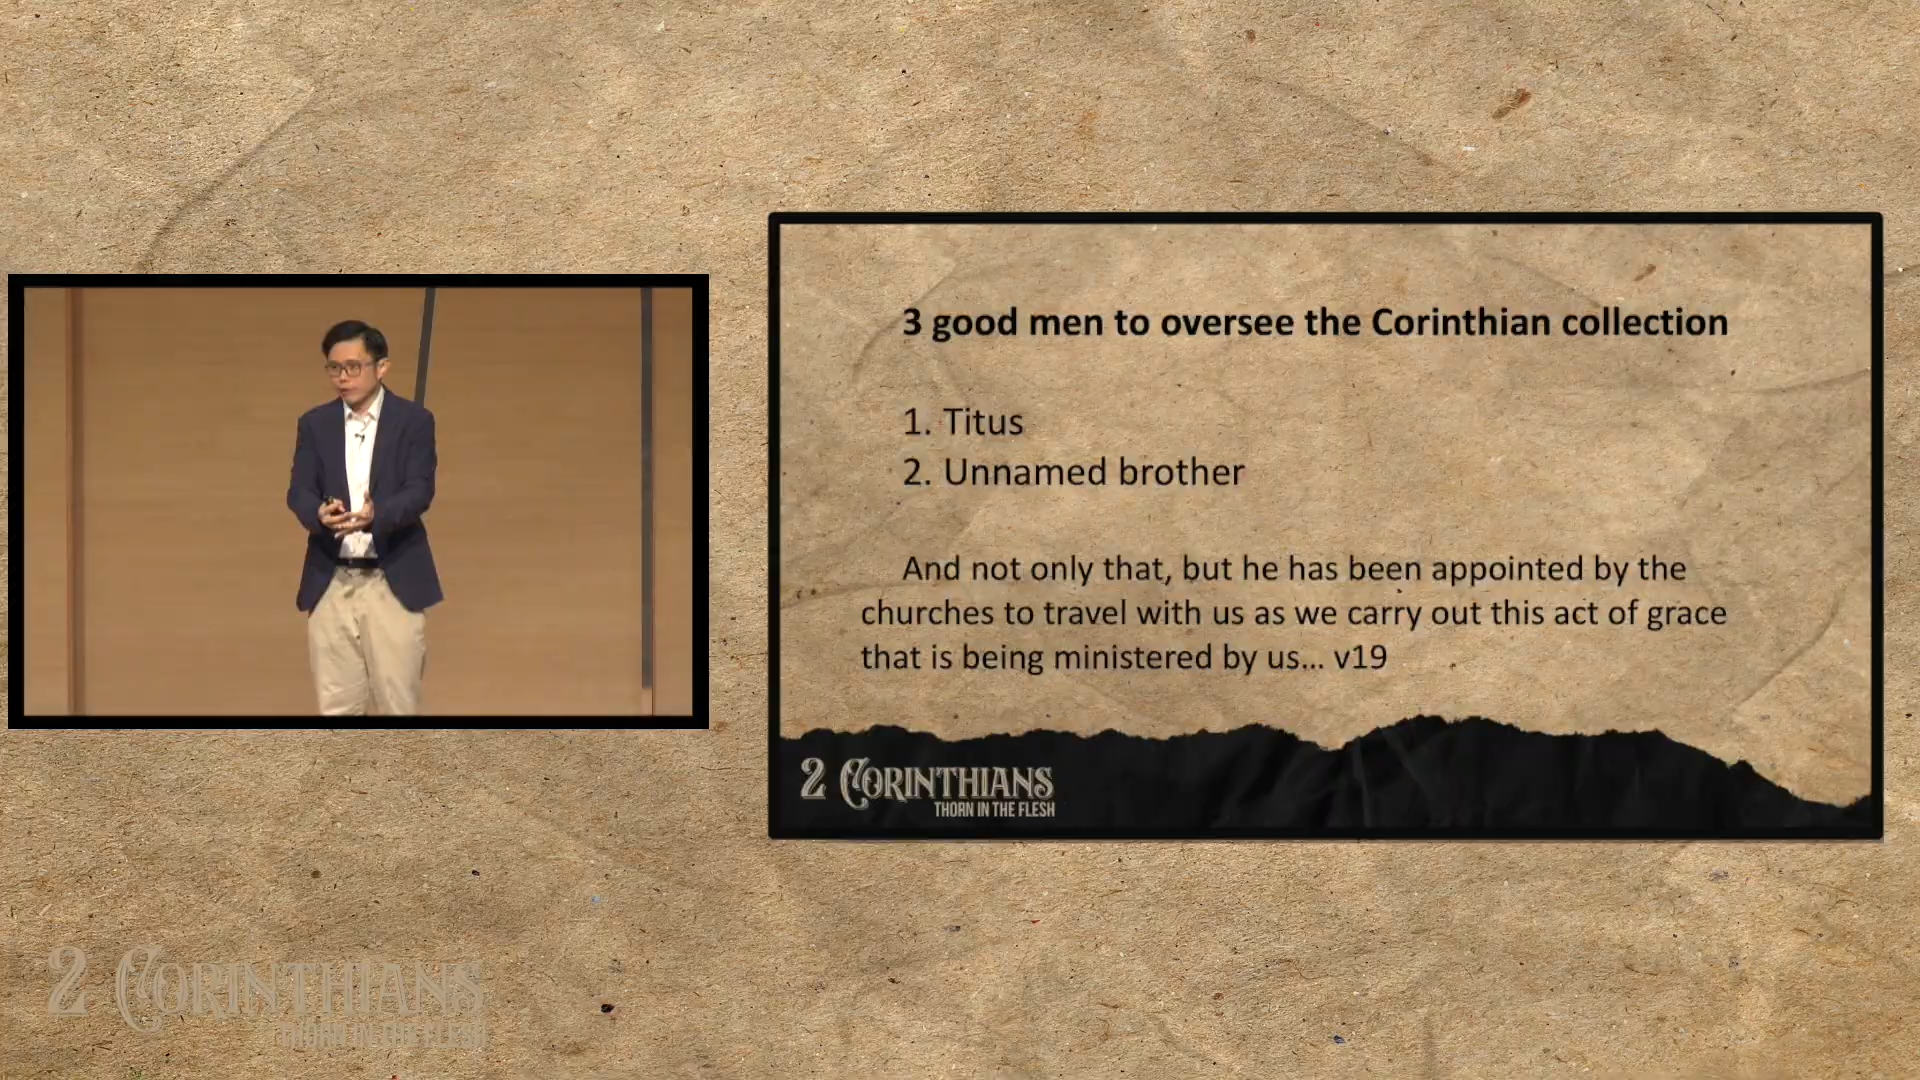 3 good men to oversee the Corinthian collection
1. Titus
2. Unnamed brother
And not only that, but he has been appointed by the
churches to travel with us as we carry out this act of grace
that is being ministered by us... v19
2 CORINTHIANS
THORN IN THE FLESH
2 CORINTHIANS
THORN IN THE FLESH